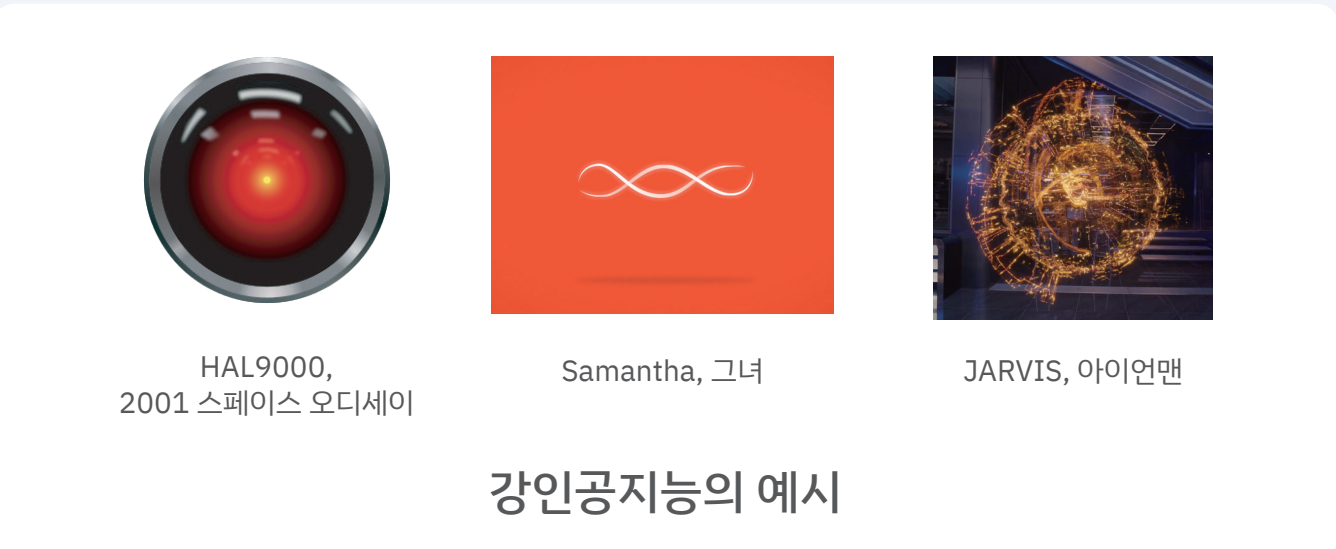 HAL9000,
2001 스페이스 오디세이
Samantha, 그녀
JARVIS, 아이언맨
강인공지능의 예시